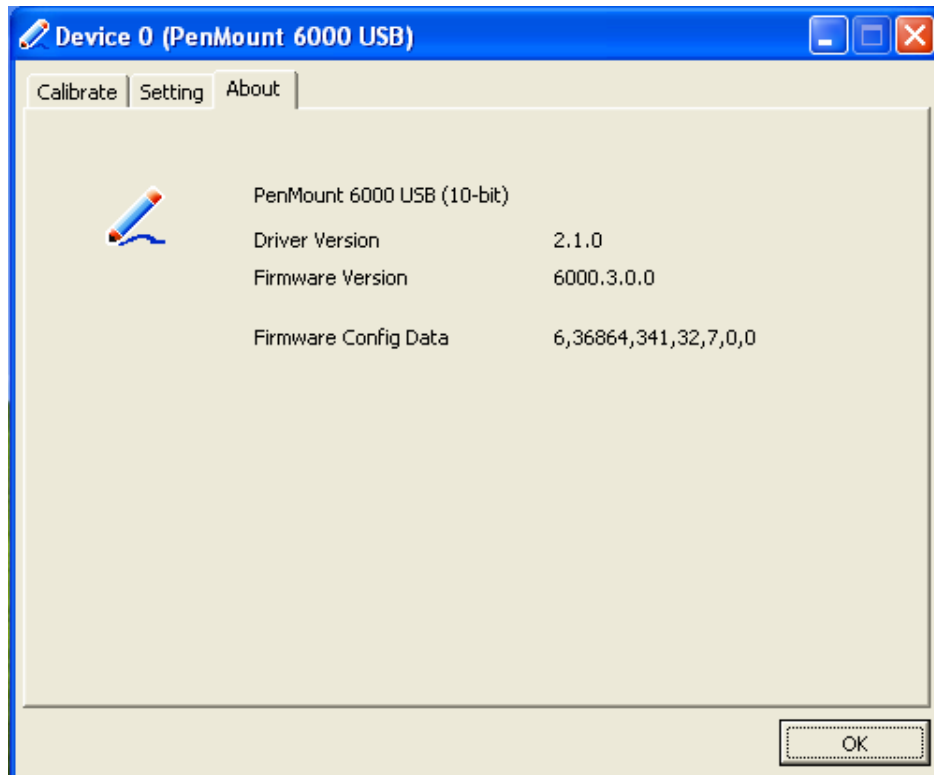 Device 0 (PenMount 6000 USB)
Calibrate Setting About
PenMount 6000 USB (10-bit)
Driver Version 2.1.0
Firmware Version 6000.3.0.0
Firmware Config Data 6,36864,341,32,7,0,0
OK